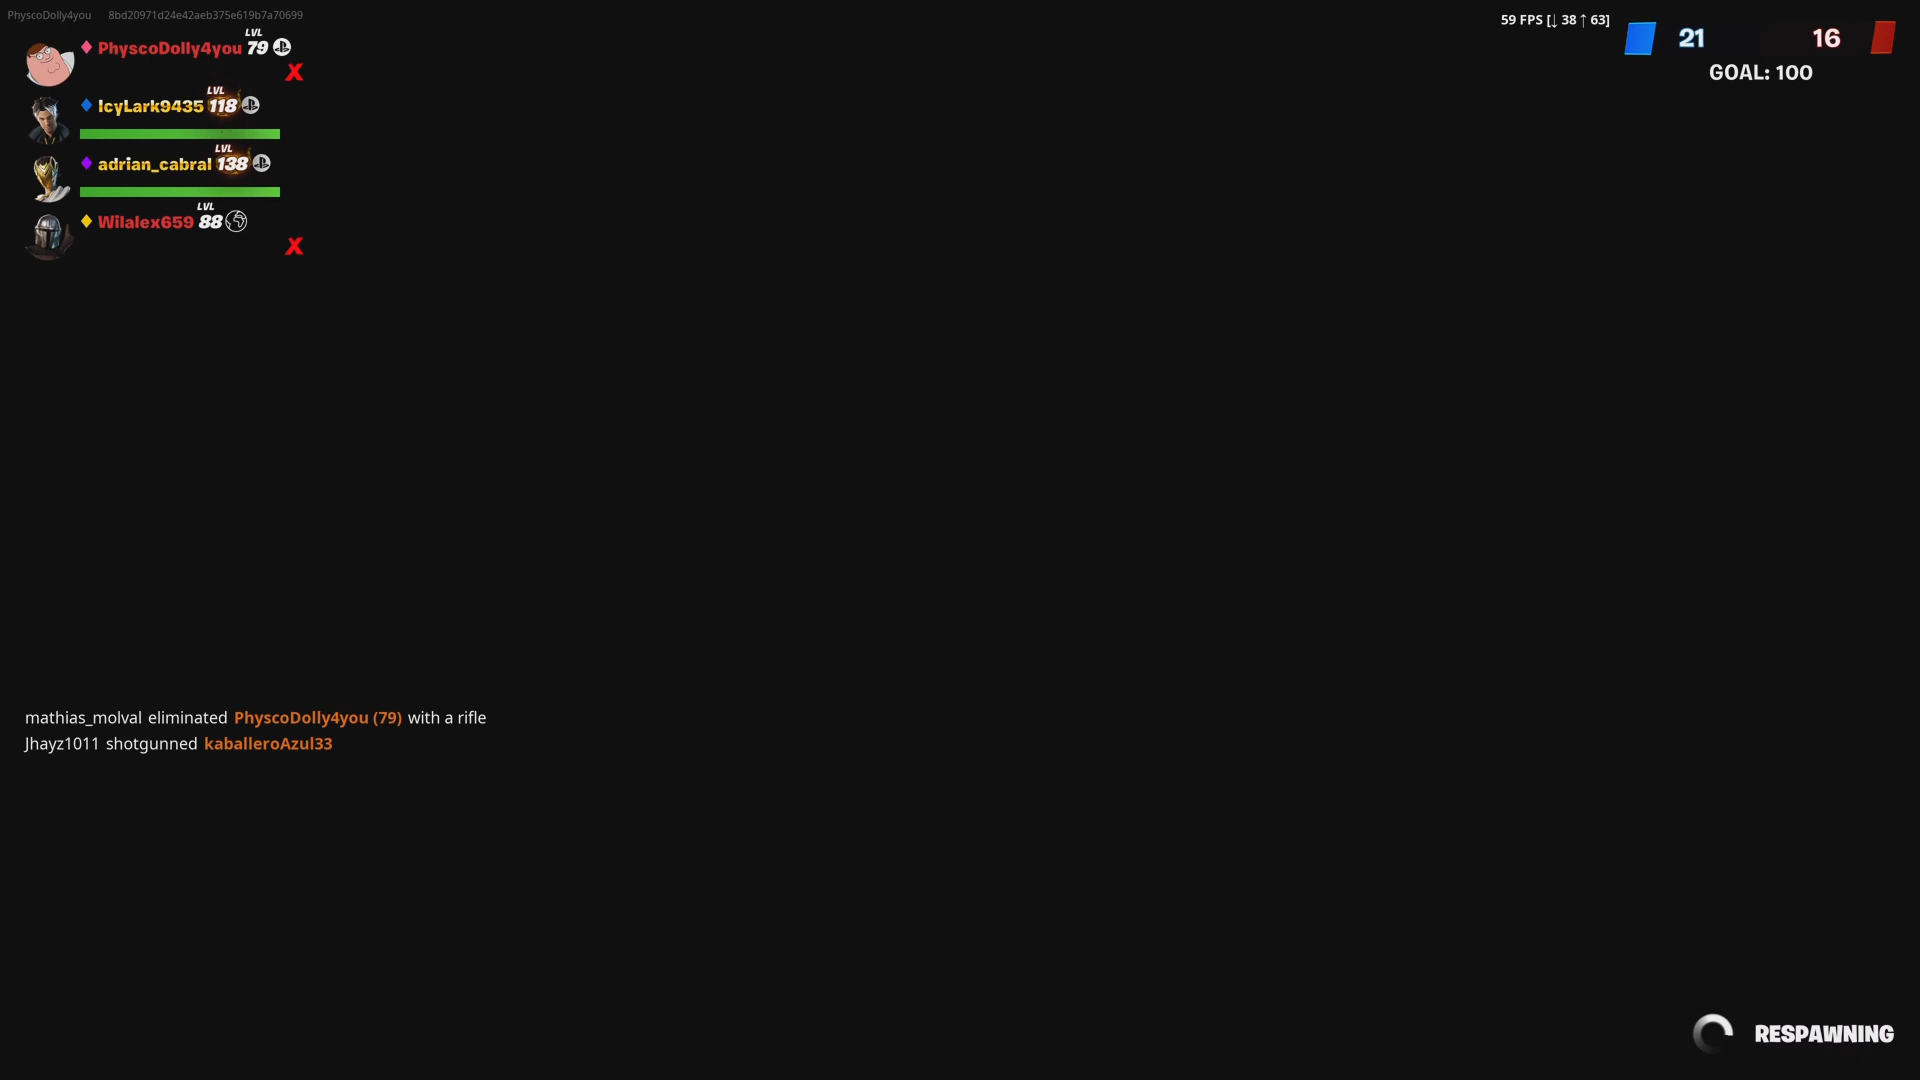 PhyscoDolly4you 8bd20971d24e42aeb375e619b7a70699
59 FPS [↓ 38 ↑ 63]
21 16
GOAL: 100
LVL
PhyscoDolly4you 79
X
LVL
IcyLark9435 118
LVL
adrian_cabral 138
LVL
Wilalex659 88
X
mathias_molval eliminated PhyscoDolly4you (79) with a rifle
Jhayz1011 shotgunned kaballeroAzul33
RESPAWNING